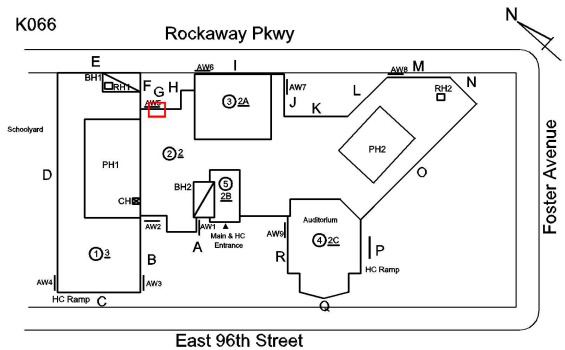 K066
Rockaway Pkwy
N
E
BH1
RH1
F
G
AW5
H
AW6
I
AW7
J
K
L
AW8
M
RH2
N
Schoolyard
D
PH1
CH
3 2A
2 2
BH2
5
2B
PH2
O
Foster Avenue
AW2
A
AW1
Main & HC
Entrance
AW9
R
Auditorium
4 2C
P
HC Ramp
1 3
B
AW4
AW3
HC Ramp
C
Q
East 96th Street